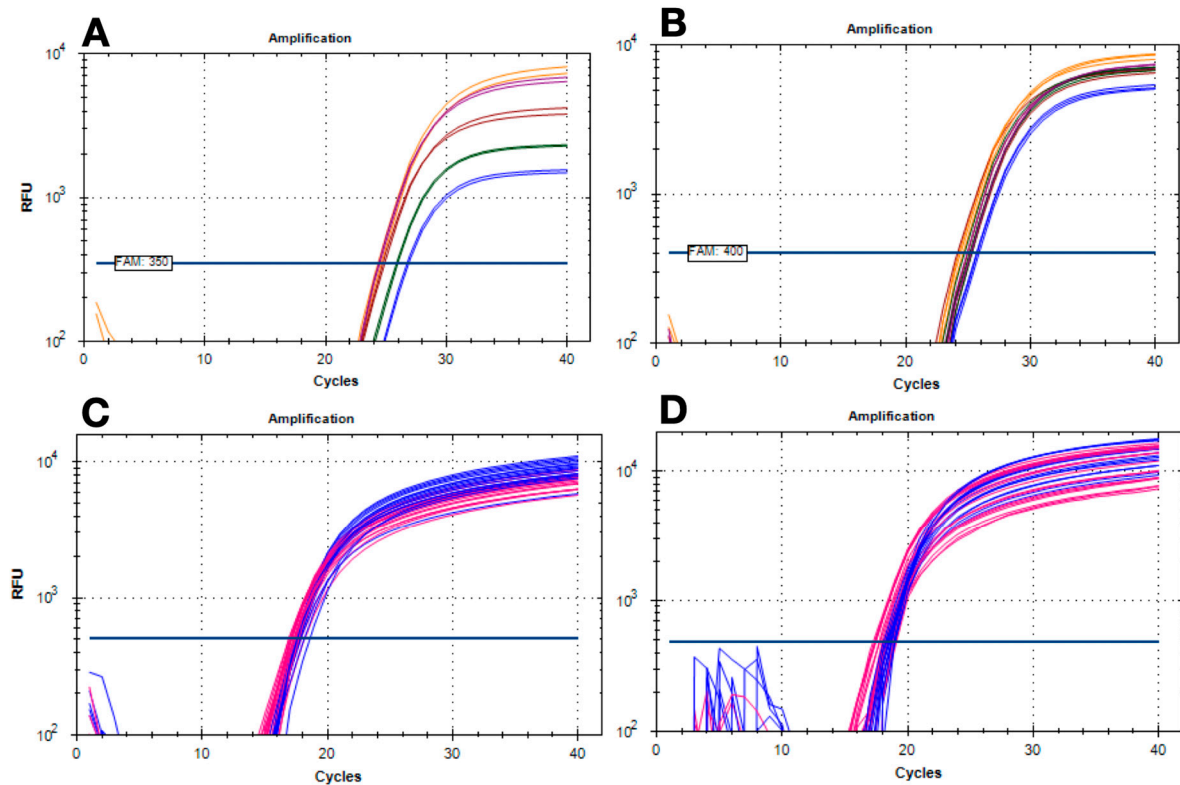 A
Amplification
10⁴
10³
10²
RFU
FAM: 350
0 10 20 30 40
Cycles
B
Amplification
10⁴
10³
10²
FAM: 400
0 10 20 30 40
Cycles
C
Amplification
10⁴
10³
10²
RFU
0 10 20 30 40
Cycles
D
Amplification
10⁴
10³
10²
0 10 20 30 40
Cycles